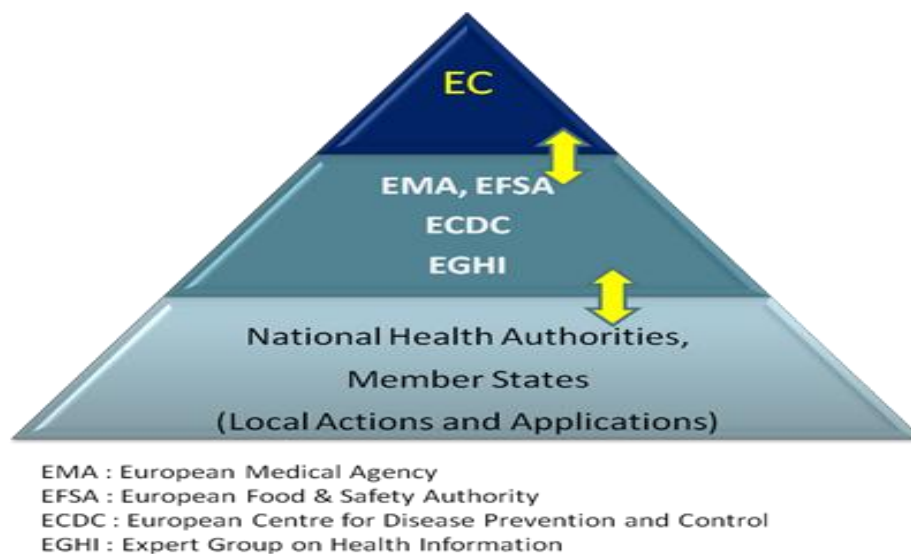 EC
EMA, EFSA
ECDC
EGHI
National Health Authorities,
Member States
(Local Actions and Applications)
EMA : European Medical Agency
EFSA : European Food & Safety Authority
ECDC : European Centre for Disease Prevention and Control
EGHI : Expert Group on Health Information